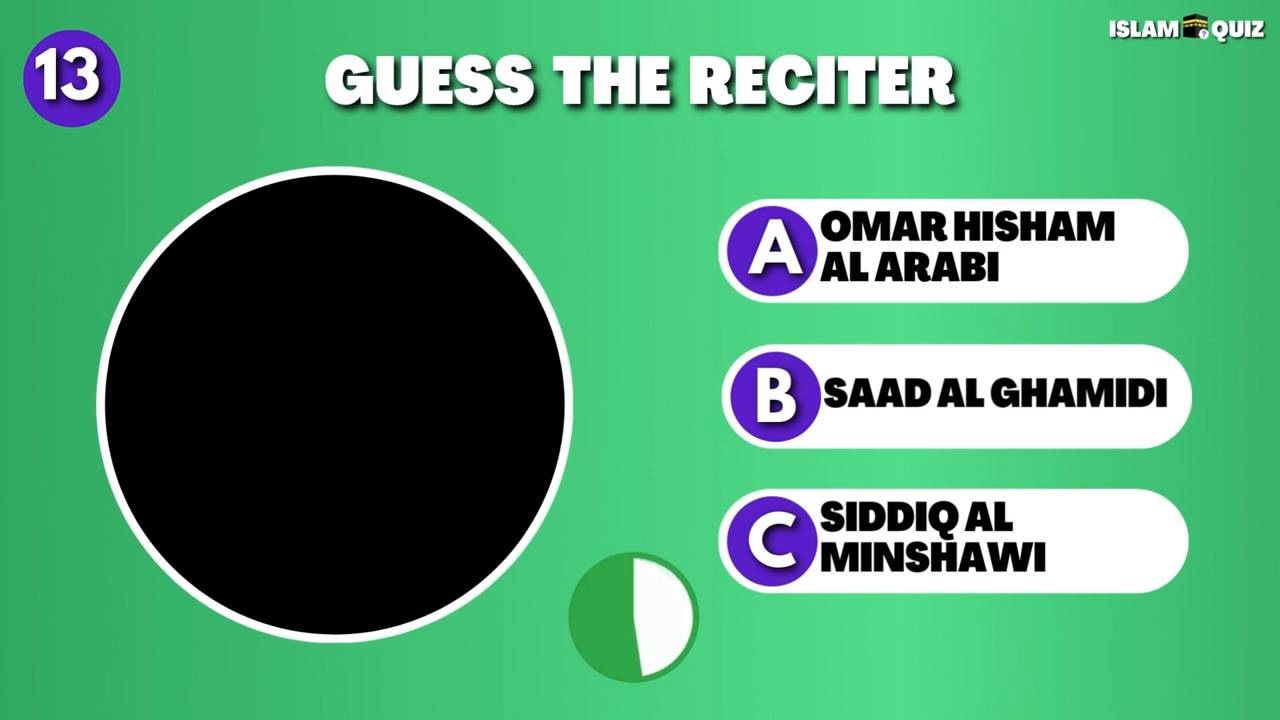 13
GUESS THE RECITER
ISLAM QUIZ
A
OMAR HISHAM
AL ARABI
B
SAAD AL GHAMIDI
C
SIDDIQ AL
MINSHAWI